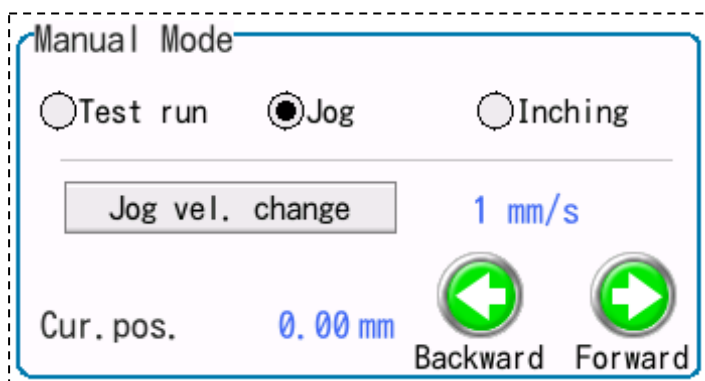 Manual Mode
Test run Jog Inching
Jog vel. change 1 mm/s
Cur.pos. 0.00 mm
Backward Forward